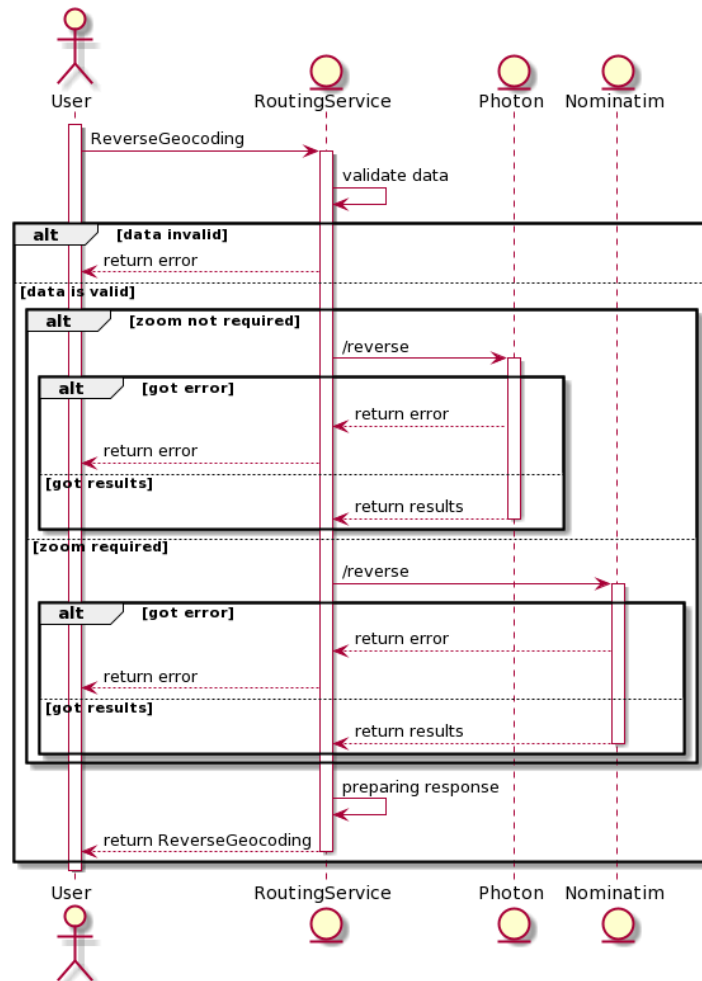 User
RoutingService
Photon
Nominatim
ReverseGeocoding
validate data
alt
[data invalid]
return error
[data is valid]
alt
[zoom not required]
/reverse
alt
[got error]
return error
return error
[got results]
return results
[zoom required]
/reverse
alt
[got error]
return error
return error
[got results]
return results
preparing response
return ReverseGeocoding
User
RoutingService
Photon
Nominatim